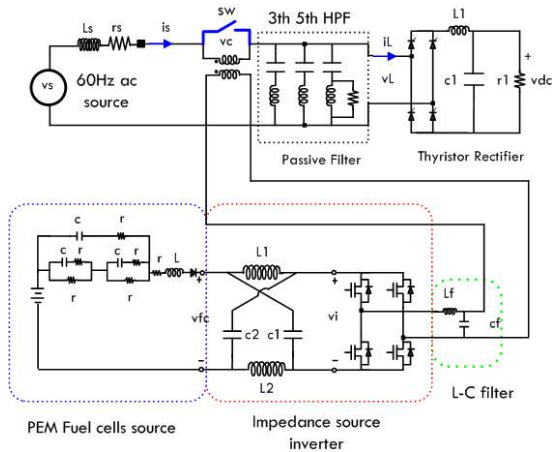 sw
3th 5th HPF
L1
Ls
rs
is
iL
vc
vs
60Hz ac
source
vL
c1
r1
+
vdc
-
Passive Filter
Thyristor Rectifier
c
r
c
r
c
r
r
L
r
r
+
L1
+
vfc
c2
c1
vi
Lf
cf
-
-
L2
L-C filter
PEM Fuel cells source
Impedance source
inverter